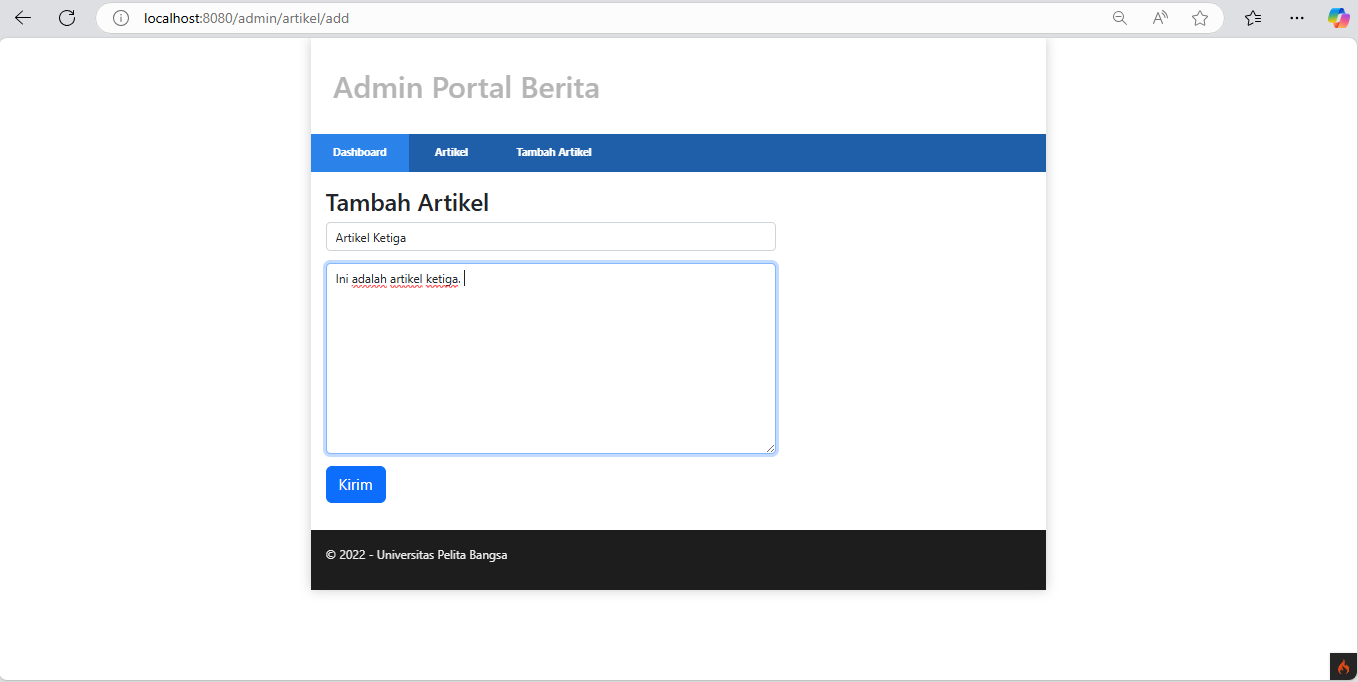 localhost:8080/admin/artikel/add
Admin Portal Berita
Dashboard Artikel Tambah Artikel
Tambah Artikel
Artikel Ketiga
Ini adalah artikel ketiga.
Kirim
© 2022 - Universitas Pelita Bangsa